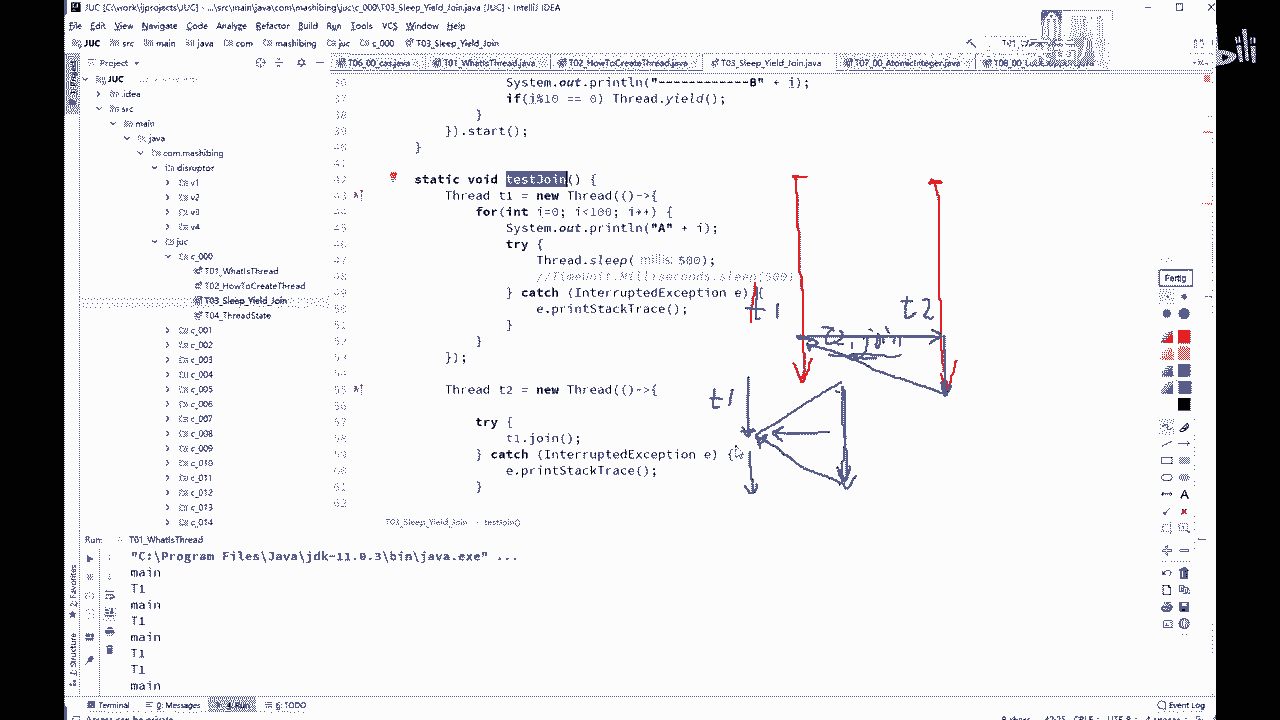 JUC [C:\work\ijprojects\JUC] - ...\src\main\java\com\mashibing\juc\c_000\T03_Sleep_Yield_Join.java [JUC] - IntelliJ IDEA
File Edit View Navigate Code Analyze Refactor Build Run Tools VCS Window Help
JUC src main java com mashibing juc c_000 T03_Sleep_Yield_Join
Project
T06_00_cas.java T01_WhatIsThread.java T02_HowToCreateThread.java T03_Sleep_Yield_Join.java T07_00_AtomicInteger.java
JUC
.idea
src
main
java
com.mashibing
disruptor
v1
v2
v3
v4
juc
c_000
T01_WhatIsThread
T02_HowToCreateThread
T03_Sleep_Yield_Join
T04_ThreadState
c_001
c_002
c_003
c_004
c_005
c_006
c_007
c_008
c_009
c_010
c_011
c_012
c_013
c_014
36 System.out.println("------------B" + i);
37 if(i%10 == 0) Thread.yield();
38 }
39 }).start();
40 }
41
42 static void testJoin() {
43 Thread t1 = new Thread(()->{
44 for(int i=0; i<100; i++) {
45 System.out.println("A" + i);
46 try {
47 Thread.sleep( millis: 500);
48 //TimeUnit.Milliseconds.sleep(500)
49 } catch (InterruptedException e) {
50 e.printStackTrace();
51 }
52 }
53 });
54
55 Thread t2 = new Thread(()->{
56
57 try {
58 t1.join();
59 } catch (InterruptedException e) {
60 e.printStackTrace();
61 }
62
t1
t2
t2.join
t1
Fertig
A
T03_Sleep_Yield_Join testJoin()
Run: T01_WhatIsThread
"C:\Program Files\Java\jdk-11.0.3\bin\java.exe" ...
main
T1
main
T1
main
T1
T1
main
1: Project
2: Favorites
7: Structure
Terminal 0: Messages 4: Run 6: TODO
Event Log